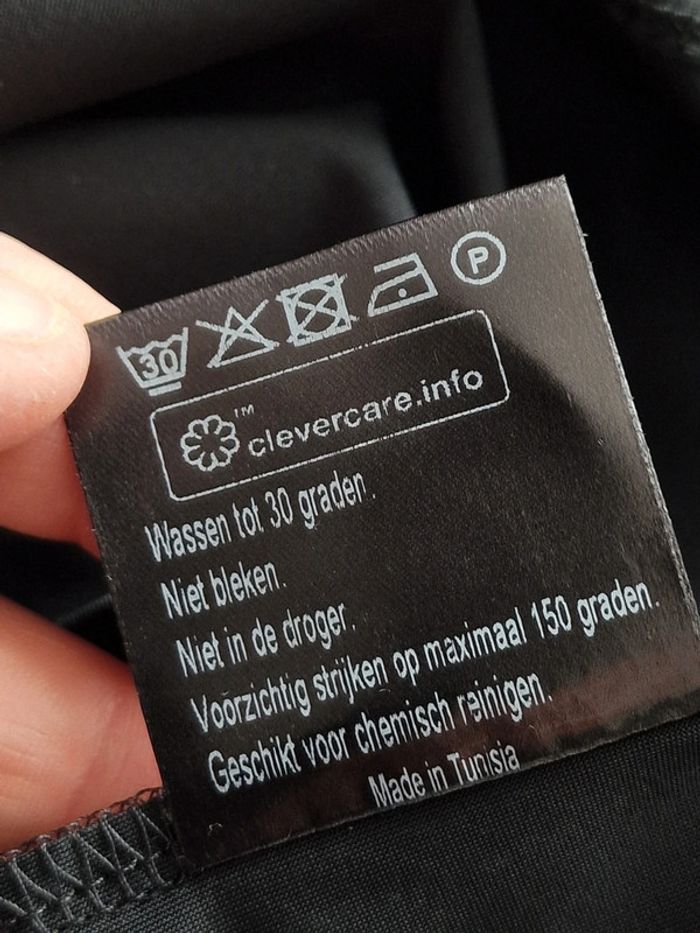 P
30
™
clevercare.info
Wassen tot 30 graden.
Niet bleken.
Niet in de droger.
Voorzichtig strijken op maximaal 150 graden.
Geschikt voor chemisch reinigen.
Made in Tunisia